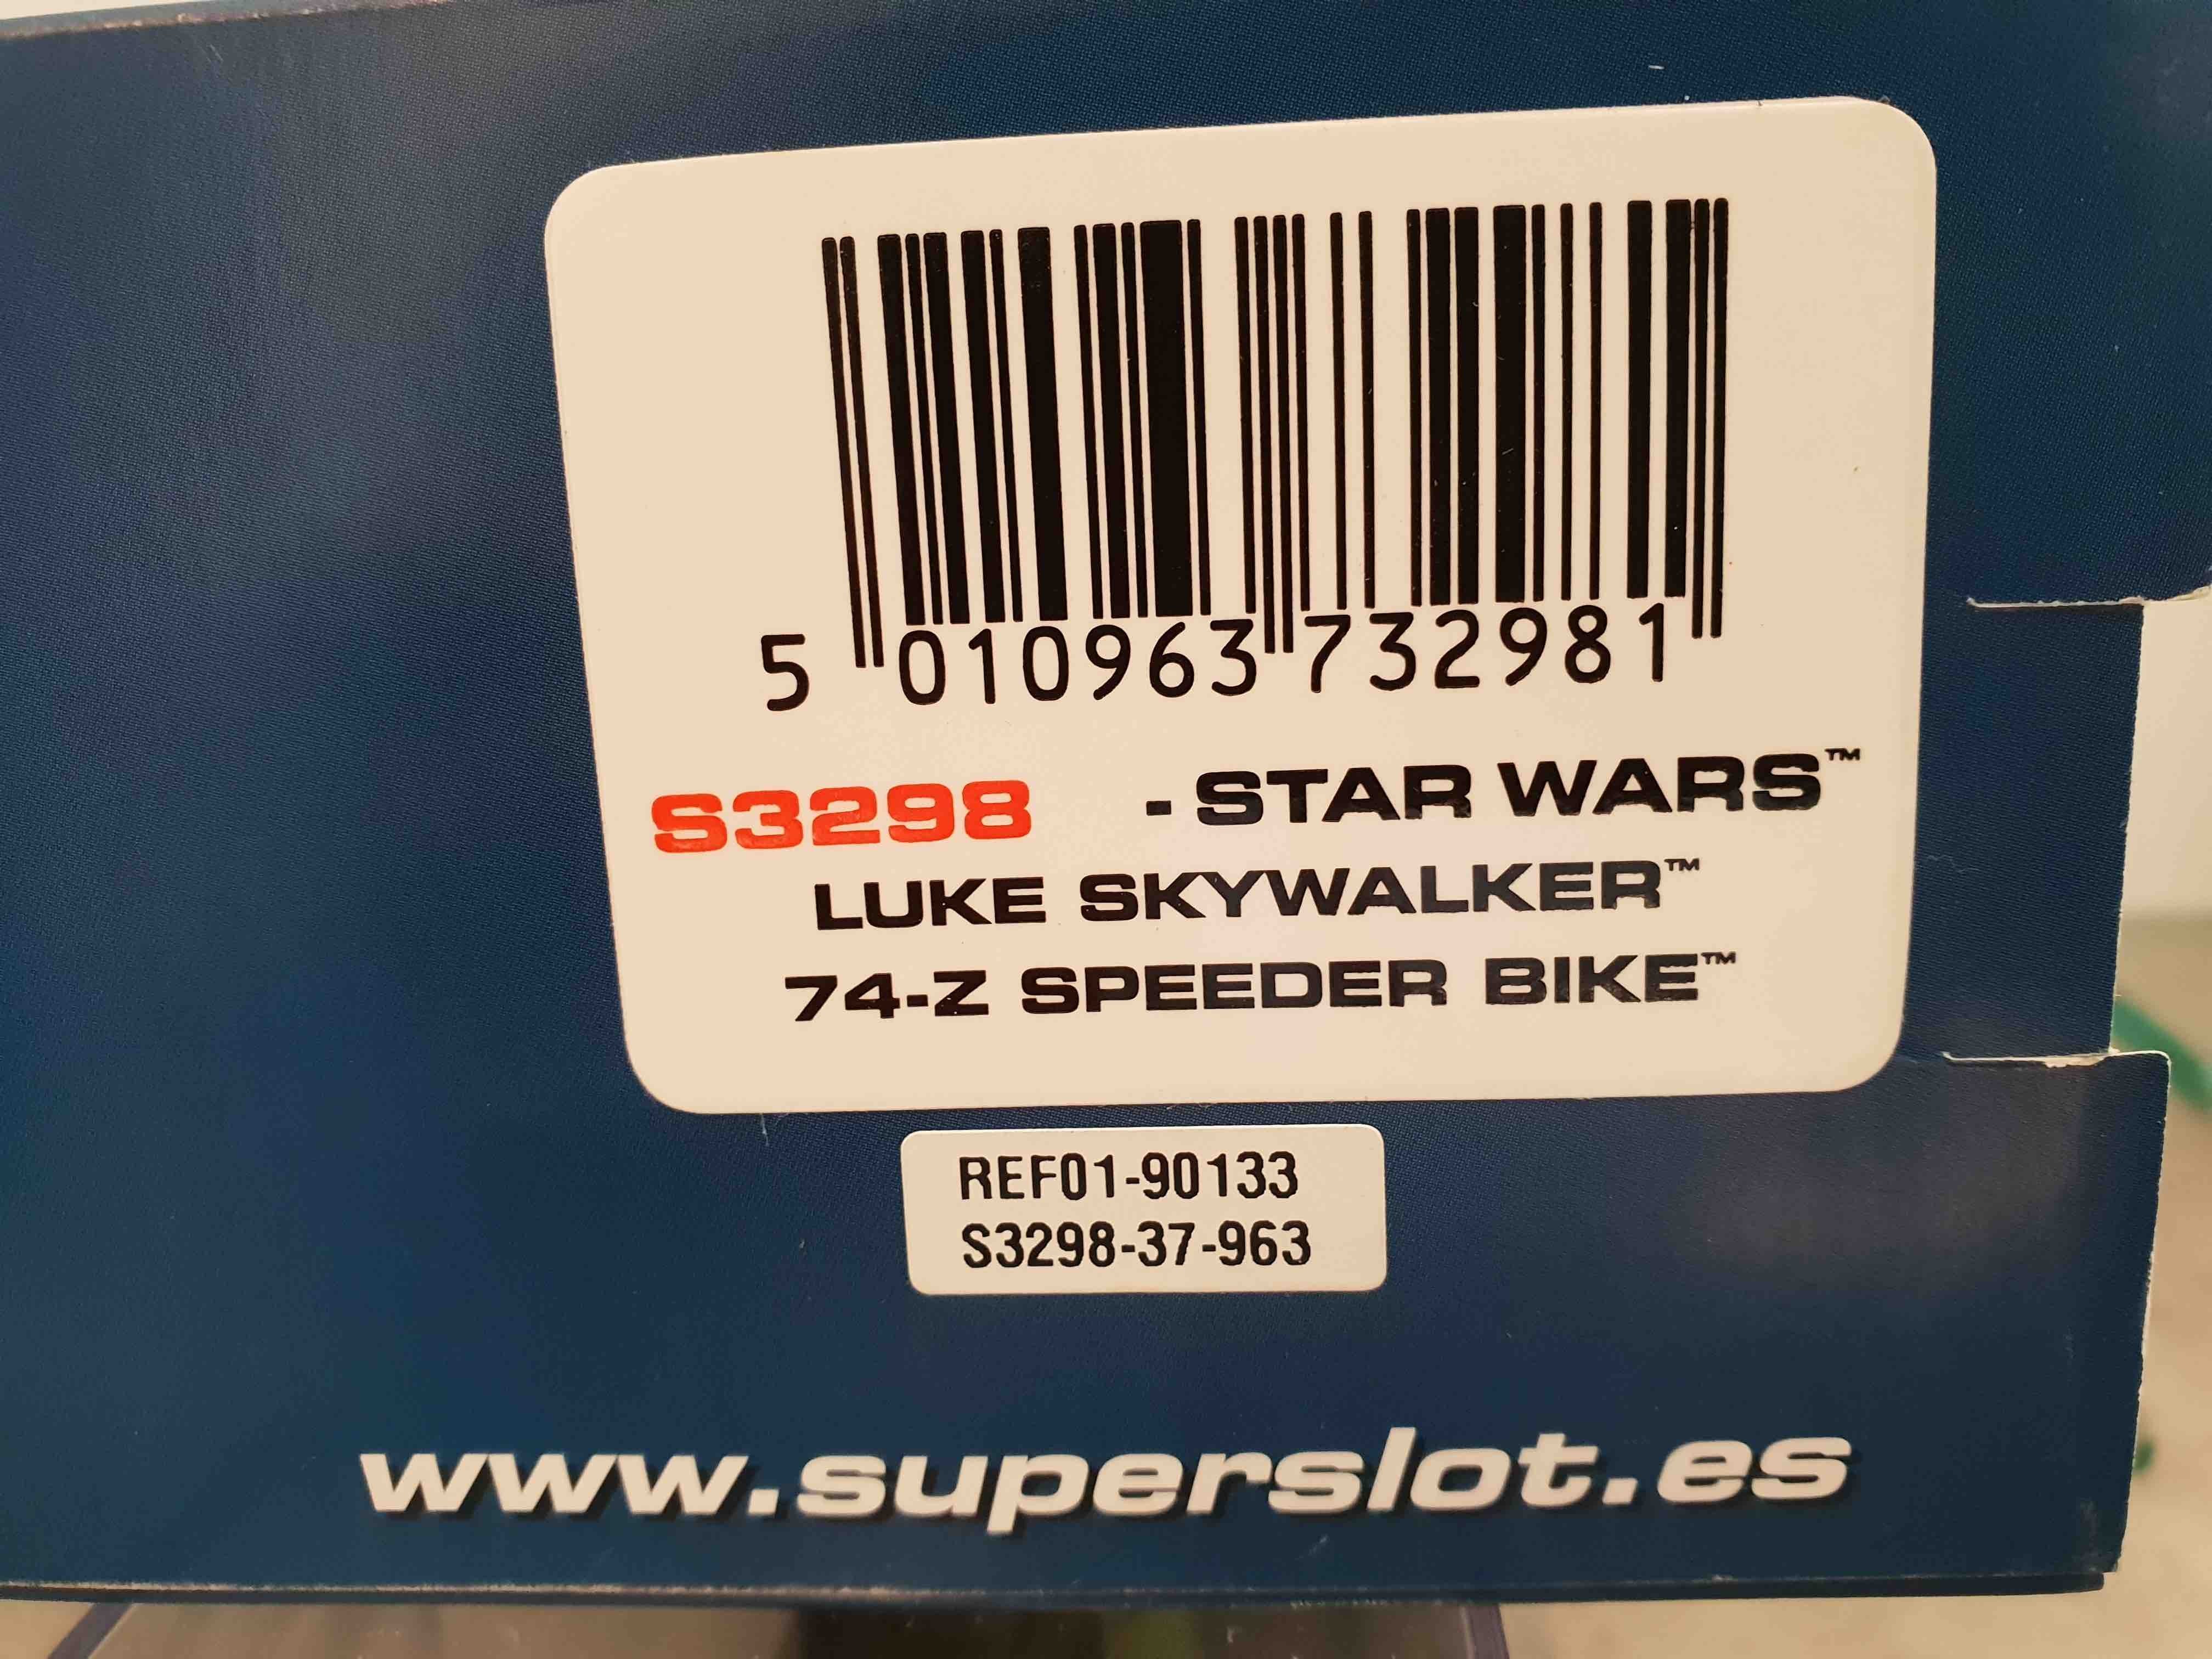 5 010963 732981
S3298 - STAR WARS™
LUKE SKYWALKER™
74-Z SPEEDER BIKE™
REF01-90133
S3298-37-963
www.superslot.es